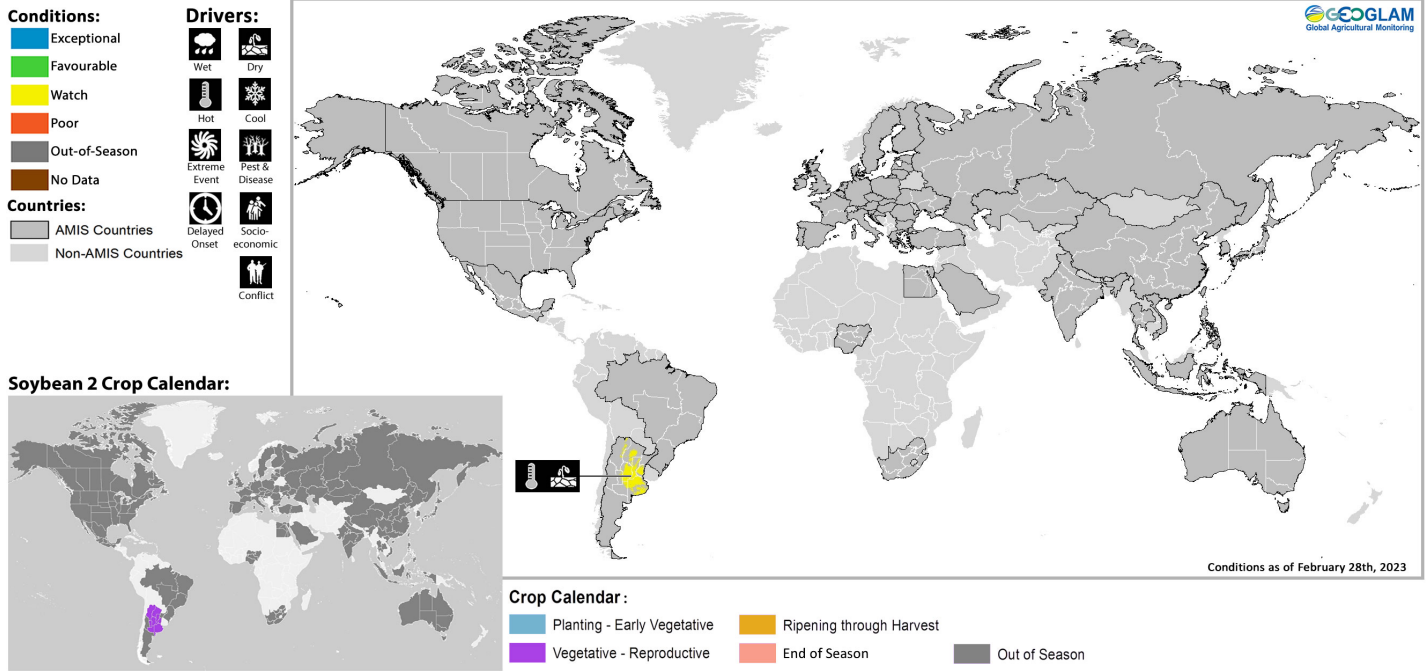 Conditions:
Exceptional
Favourable
Watch
Poor
Out-of-Season
No Data
Countries:
AMIS Countries
Non-AMIS Countries
Drivers:
Wet
Dry
Hot
Cool
Extreme
Event
Pest &
Disease
Delayed
Onset
Socio-
economic
Conflict
GEOGLAM
Global Agricultural Monitoring
Soybean 2 Crop Calendar:
Conditions as of February 28th, 2023
Crop Calendar :
Planting - Early Vegetative
Ripening through Harvest
Vegetative - Reproductive
End of Season
Out of Season